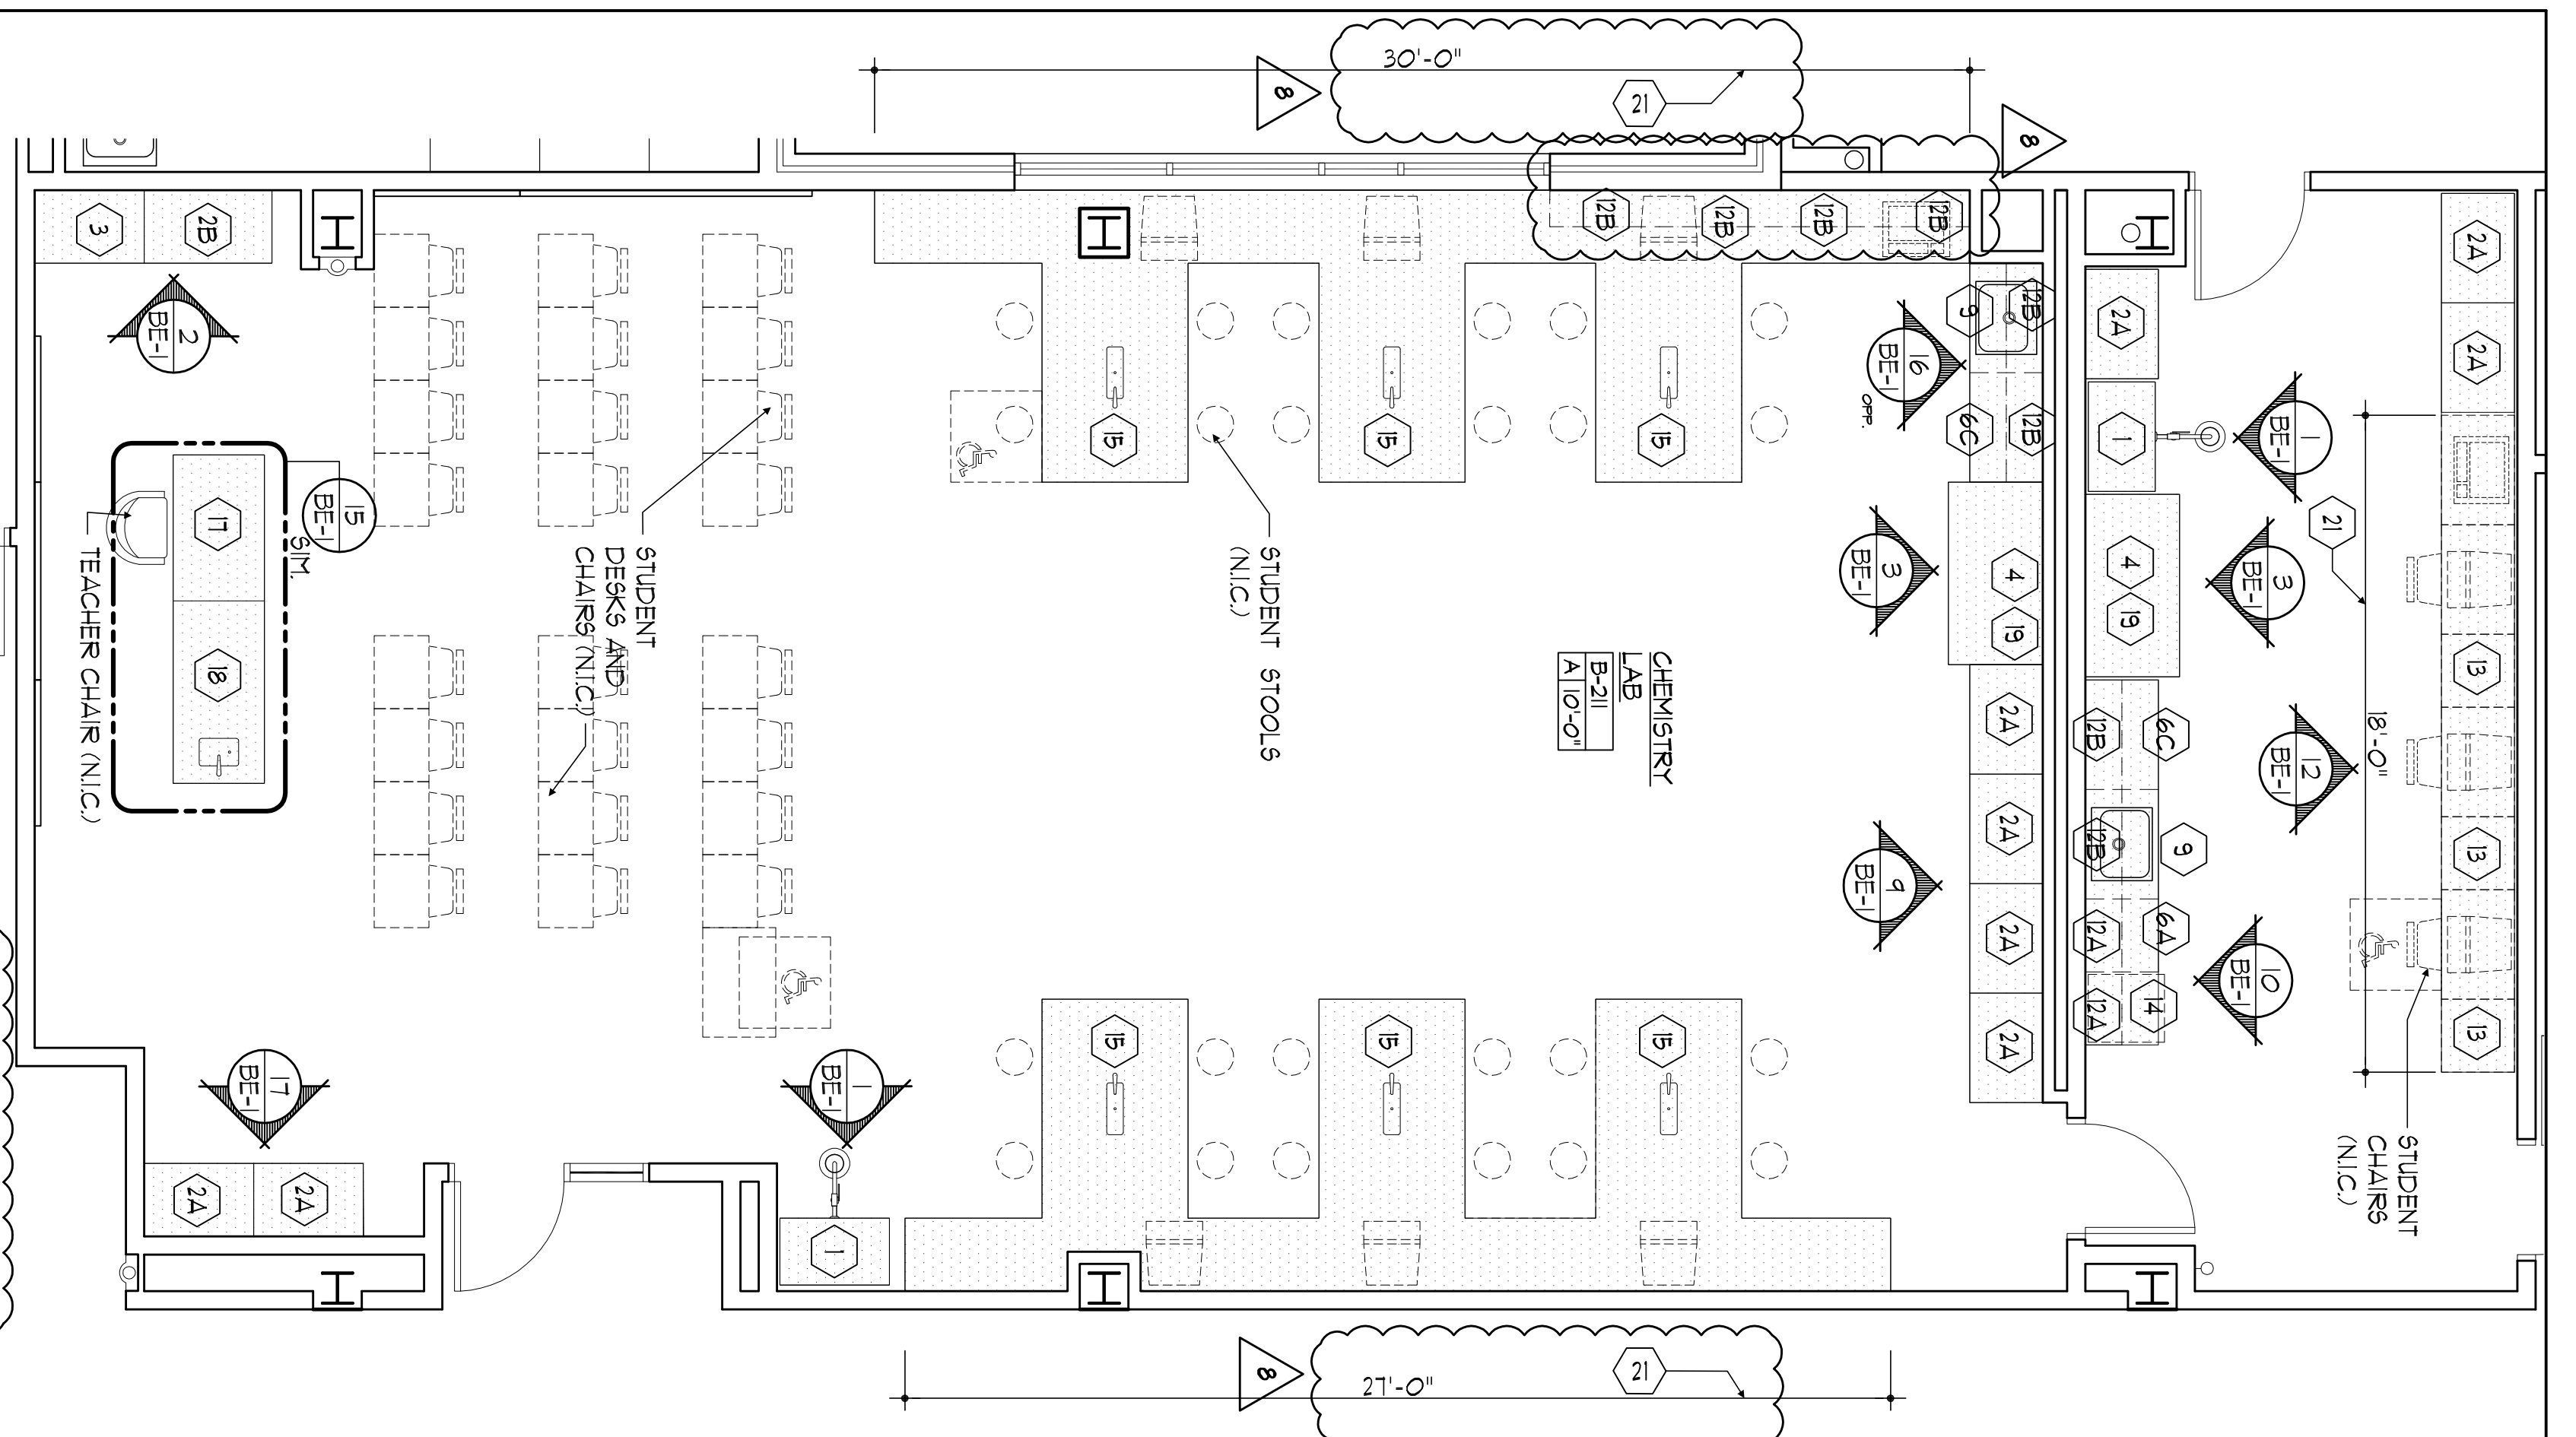 30'-0"
21
8
8
12B
12B
12B
12B
3
2B
2
BE-1
15
BE-1
SIM.
17
18
TEACHER CHAIR (N.I.C.)
STUDENT
DESKS AND
CHAIRS (N.I.C.)
STUDENT STOOLS
(N.I.C.)
15
15
15
15
15
15
CHEMISTRY
LAB
B-211
A 10'-0"
9
12B
6C
12B
16
BE-1
OPP.
3
BE-1
4
19
9
BE-1
2A
2A
2A
2A
2A
1
1
BE-1
4
19
3
BE-1
12B
6C
12B
9
12A
6A
12A
14
12
BE-1
10
BE-1
2A
2A
21
18'-0"
13
13
13
STUDENT
CHAIRS
(N.I.C.)
17
BE-1
2A
2A
1
BE-1
1
8
27'-0"
21